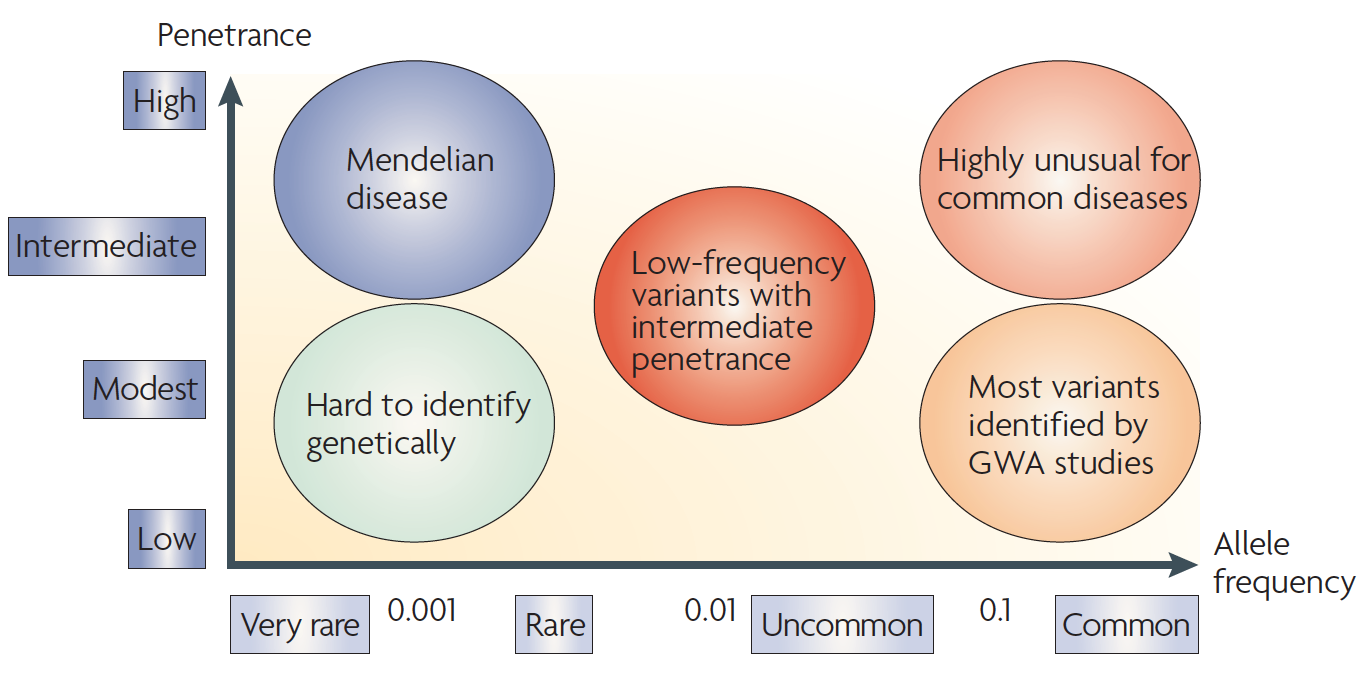 Penetrance
High
Intermediate
Modest
Low
Mendelian
disease
Highly unusual for
common diseases
Low-frequency
variants with
intermediate
penetrance
Hard to identify
genetically
Most variants
identified by
GWA studies
Allele
frequency
Very rare
0.001
Rare
0.01
Uncommon
0.1
Common